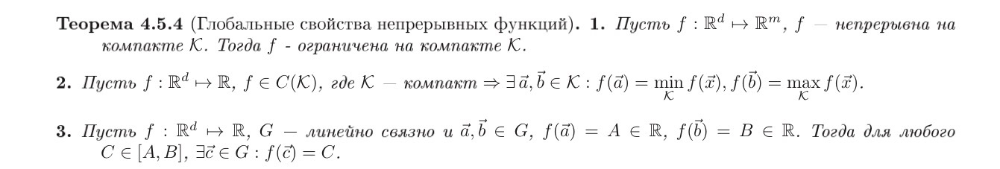 Теорема 4.5.4 (Глобальные свойства непрерывных функций). 1. Пусть $f : \mathbb{R}^d \mapsto \mathbb{R}^m$, $f$ — непрерывна на
компакте $\mathcal{K}$. Тогда $f$ - ограничена на компакте $\mathcal{K}$.
2. Пусть $f : \mathbb{R}^d \mapsto \mathbb{R}$, $f \in C(\mathcal{K})$, где $\mathcal{K}$ — компакт $\Rightarrow \exists\, \vec{a}, \vec{b} \in \mathcal{K} : f(\vec{a}) = \min\limits_{\mathcal{K}} f(\vec{x}), f(\vec{b}) = \max\limits_{\mathcal{K}} f(\vec{x})$.
3. Пусть $f : \mathbb{R}^d \mapsto \mathbb{R}$, $G$ — линейно связно и $\vec{a}, \vec{b} \in G$, $f(\vec{a}) = A \in \mathbb{R}$, $f(\vec{b}) = B \in \mathbb{R}$. Тогда для любого
$C \in [A, B]$, $\exists \vec{c} \in G : f(\vec{c}) = C$.